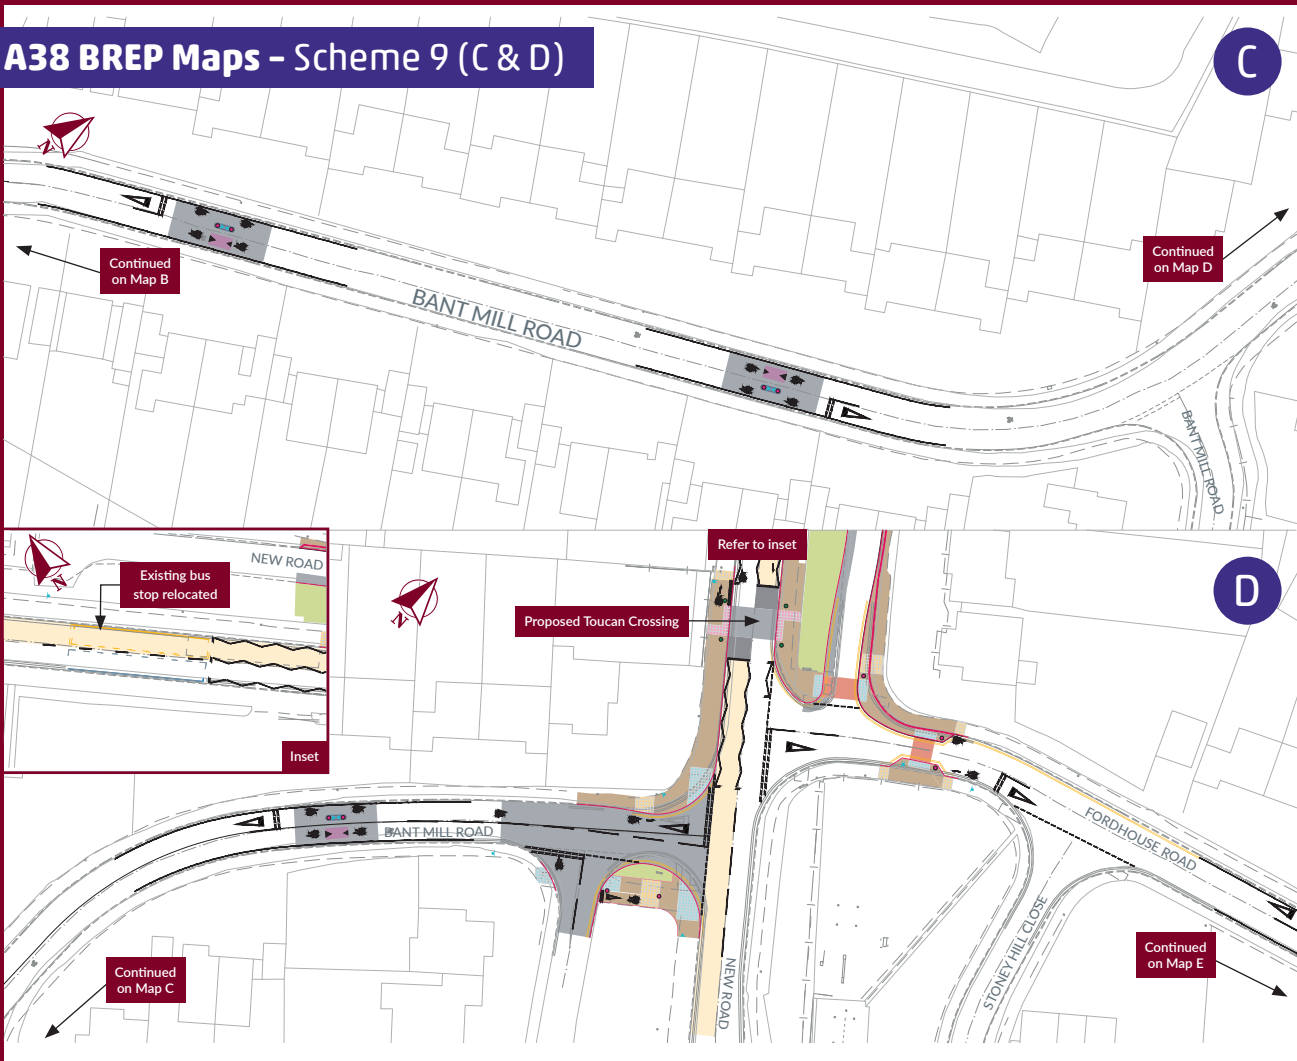 A38 BREP Maps – Scheme 9 (C & D)
C
N
Continued
on Map B
Continued
on Map D
BANT MILL ROAD
BANT MILL ROAD
N
NEW ROAD
Existing bus
stop relocated
Inset
N
Refer to inset
Proposed Toucan Crossing
D
BANT MILL ROAD
FORDHOUSE ROAD
STONEY HILL CLOSE
NEW ROAD
Continued
on Map C
Continued
on Map E